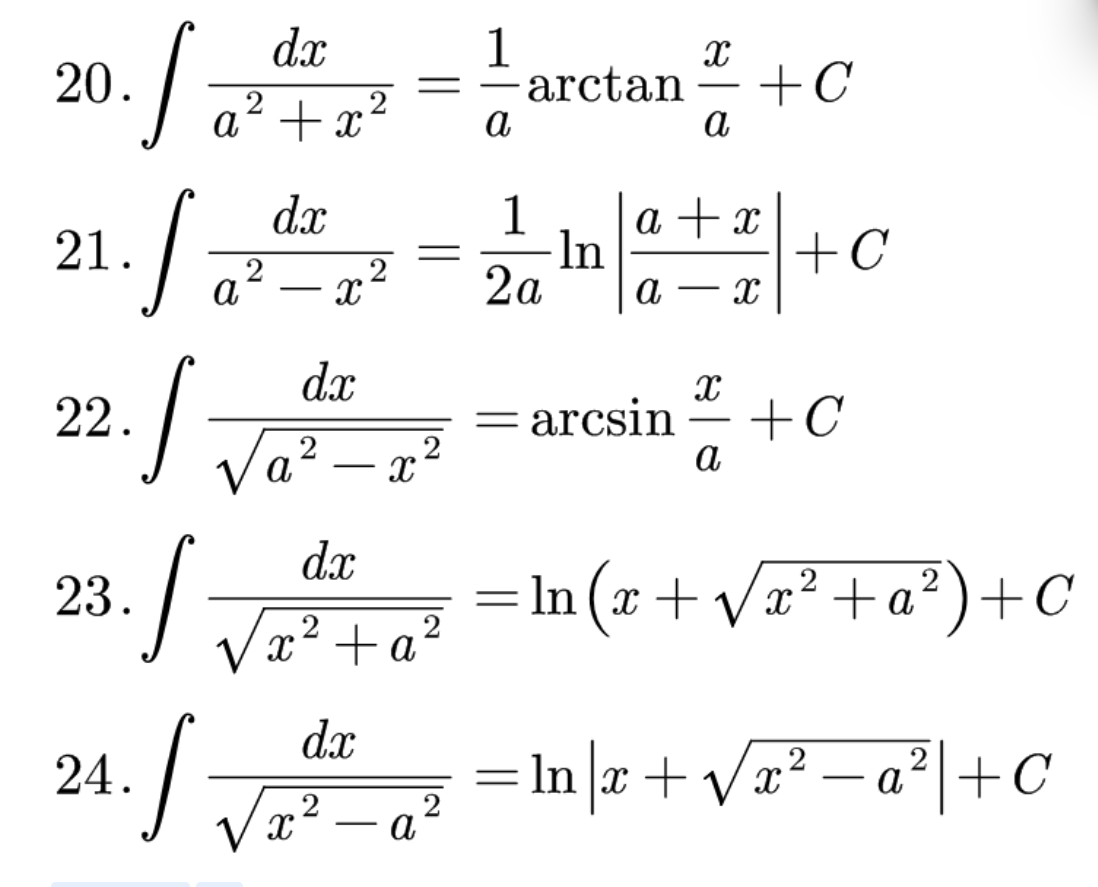 20. ∫ dx / (a² + x²) = (1/a) arctan (x/a) + C
21. ∫ dx / (a² − x²) = (1/2a) ln |(a + x)/(a − x)| + C
22. ∫ dx / √(a² − x²) = arcsin (x/a) + C
23. ∫ dx / √(x² + a²) = ln(x + √(x² + a²)) + C
24. ∫ dx / √(x² − a²) = ln|x + √(x² − a²)| + C